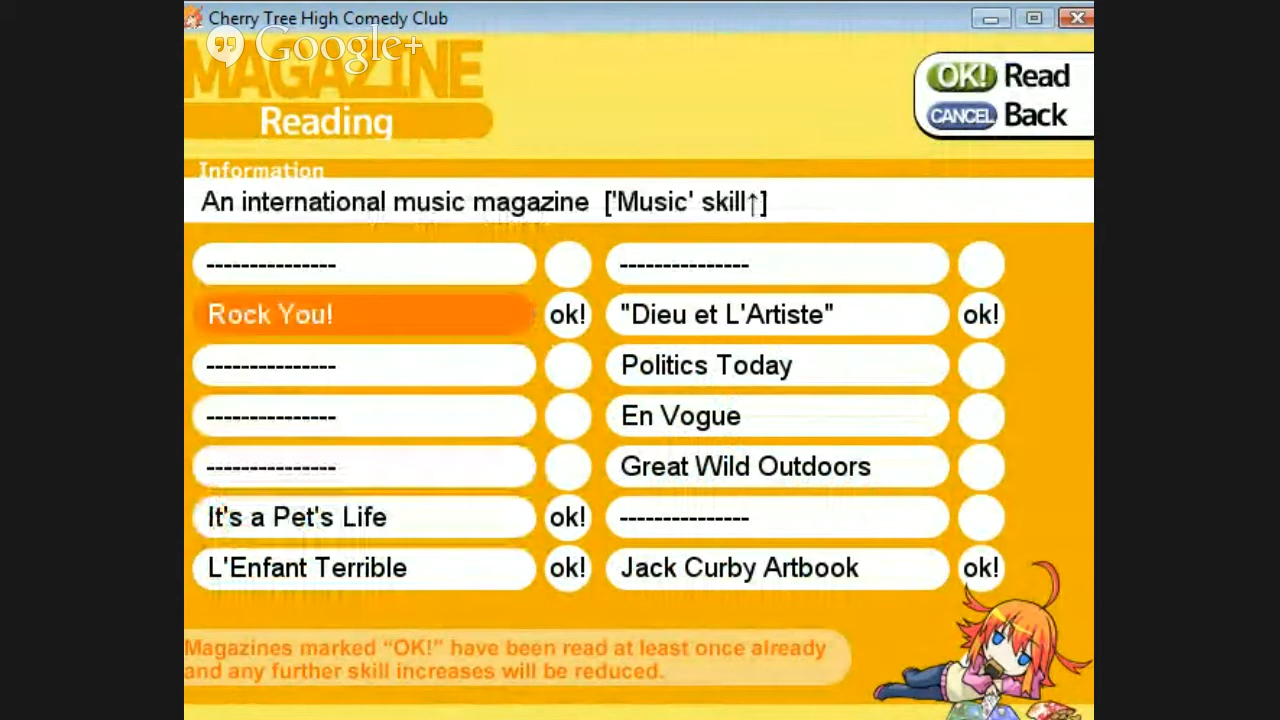 Cherry Tree High Comedy Club
Google+
MAGAZINE
Reading
OK! Read
CANCEL Back
Information
An international music magazine ['Music' skill↑]
--------------- ---------------
Rock You! ok! "Dieu et L'Artiste" ok!
--------------- Politics Today
--------------- En Vogue
--------------- Great Wild Outdoors
It's a Pet's Life ok! ---------------
L'Enfant Terrible ok! Jack Curby Artbook ok!
Magazines marked “OK!” have been read at least once already
and any further skill increases will be reduced.